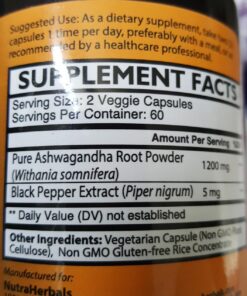 Suggested Use: As a dietary supplement, take
capsules 1 time per day, preferably with a meal, or as
recommended by a healthcare professional.
SUPPLEMENT FACTS
Serving Size: 2 Veggie Capsules
Servings Per Container: 60
Amount Per Serving
Pure Ashwagandha Root Powder 1200 mg
(Withania somnifera)
Black Pepper Extract (Piper nigrum) 5 mg
** Daily Value (DV) not established
Other Ingredients: Vegetarian Capsule (Non GMO
Cellulose), Non GMO Gluten-free Rice Concentrate
Manufactured for:
NutraHerbals